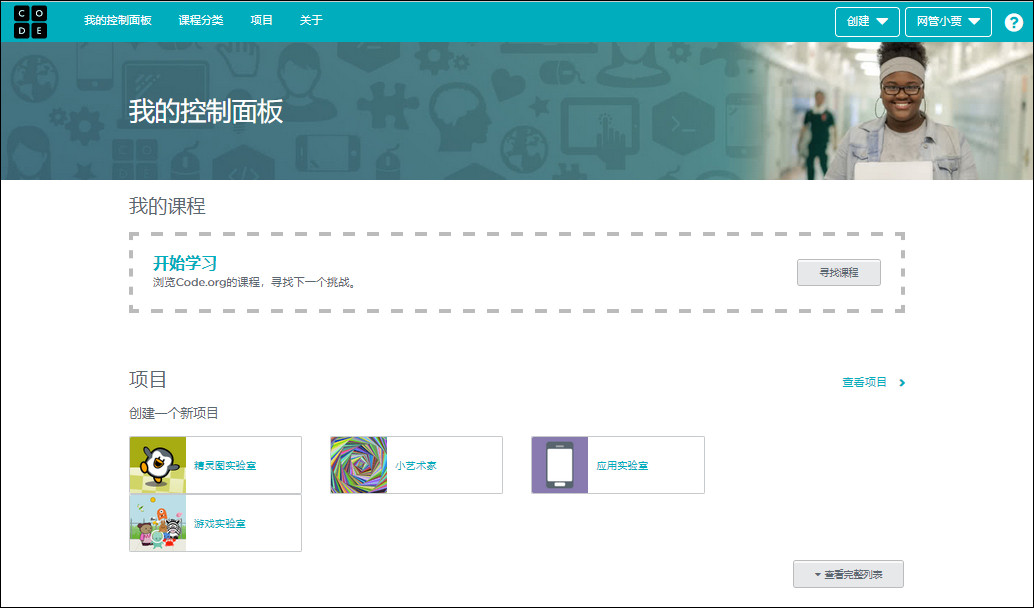 CODE
我的控制面板 课程分类 项目 关于 创建 网管小贾 ?
我的控制面板
我的课程
开始学习
浏览Code.org的课程，寻找下一个挑战。
寻找课程
项目
查看项目
创建一个新项目
精灵图实验室
小艺术家
应用实验室
游戏实验室
查看完整列表